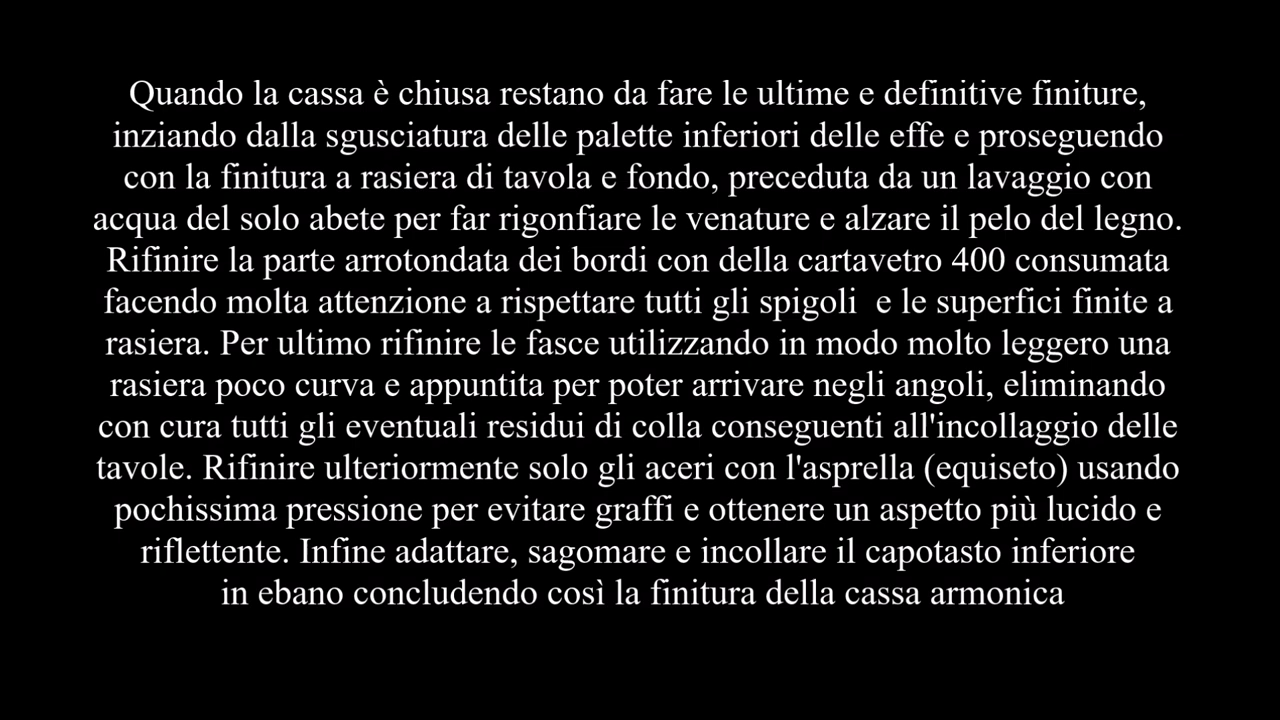 Quando la cassa è chiusa restano da fare le ultime e definitive finiture,
inziando dalla sgusciatura delle palette inferiori delle effe e proseguendo
con la finitura a rasiera di tavola e fondo, preceduta da un lavaggio con
acqua del solo abete per far rigonfiare le venature e alzare il pelo del legno.
Rifinire la parte arrotondata dei bordi con della cartavetro 400 consumata
facendo molta attenzione a rispettare tutti gli spigoli  e le superfici finite a
rasiera. Per ultimo rifinire le fasce utilizzando in modo molto leggero una
rasiera poco curva e appuntita per poter arrivare negli angoli, eliminando
con cura tutti gli eventuali residui di colla conseguenti all'incollaggio delle
tavole. Rifinire ulteriormente solo gli aceri con l'asprella (equiseto) usando
pochissima pressione per evitare graffi e ottenere un aspetto più lucido e
riflettente. Infine adattare, sagomare e incollare il capotasto inferiore
in ebano concludendo così la finitura della cassa armonica